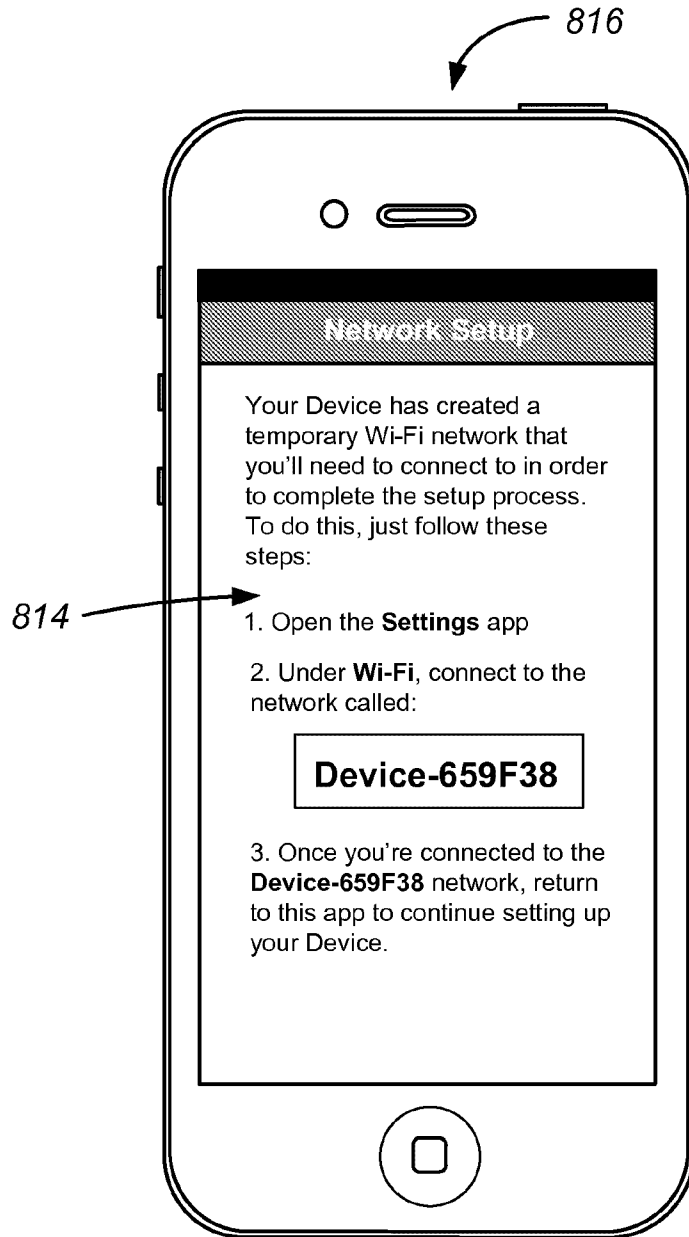 816
Network Setup
Your Device has created a
temporary Wi-Fi network that
you'll need to connect to in order
to complete the setup process.
To do this, just follow these
steps:
814
1. Open the Settings app
2. Under Wi-Fi, connect to the
network called:
Device-659F38
3. Once you're connected to the
Device-659F38 network, return
to this app to continue setting up
your Device.